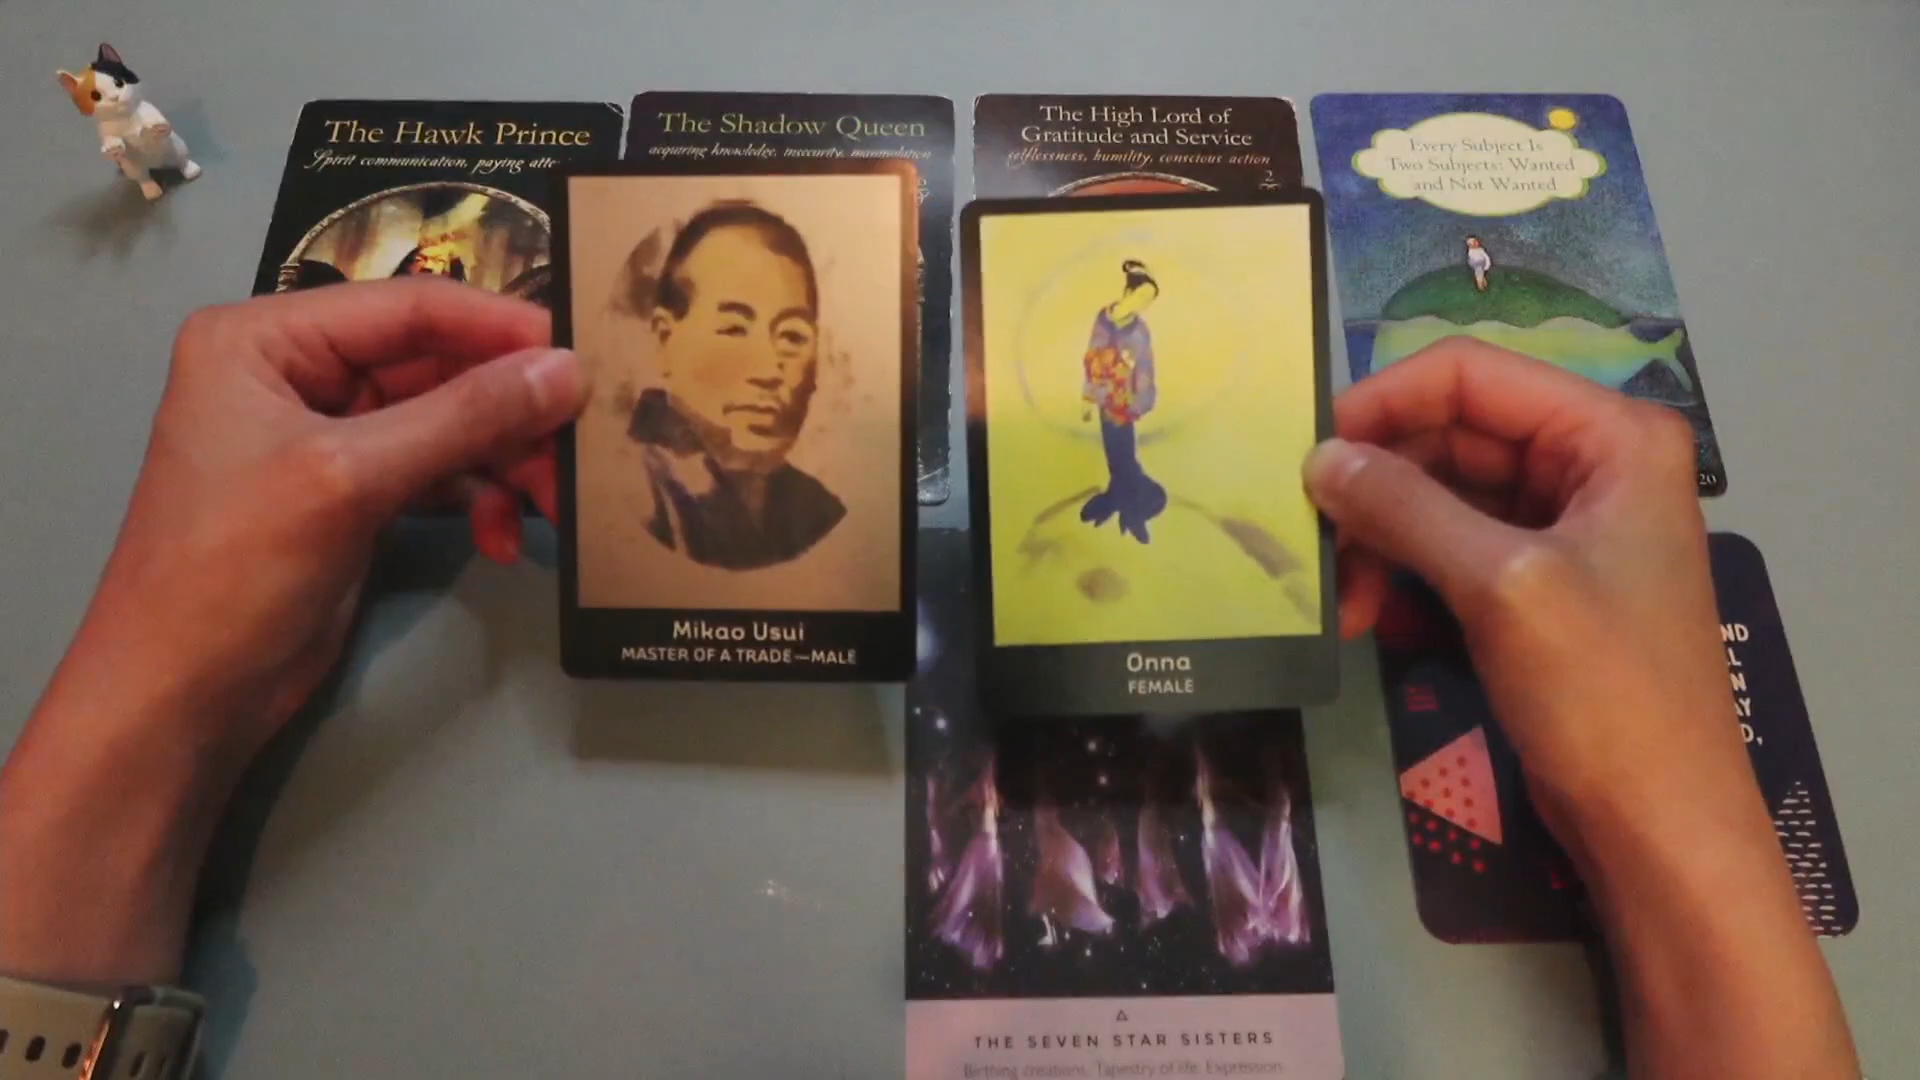 The Hawk Prince
Spirit communication, paying atte
The Shadow Queen
acquiring knowledge, insecurity, manipulation
The High Lord of
Gratitude and Service
selflessness, humility, conscious action
2
Every Subject Is
Two Subjects: Wanted
and Not Wanted
20
Mikao Usui
MASTER OF A TRADE—MALE
Onna
FEMALE
ND
LL
N
AY
D,
THE SEVEN STAR SISTERS
Birthing creations. Tapestry of life. Expression.